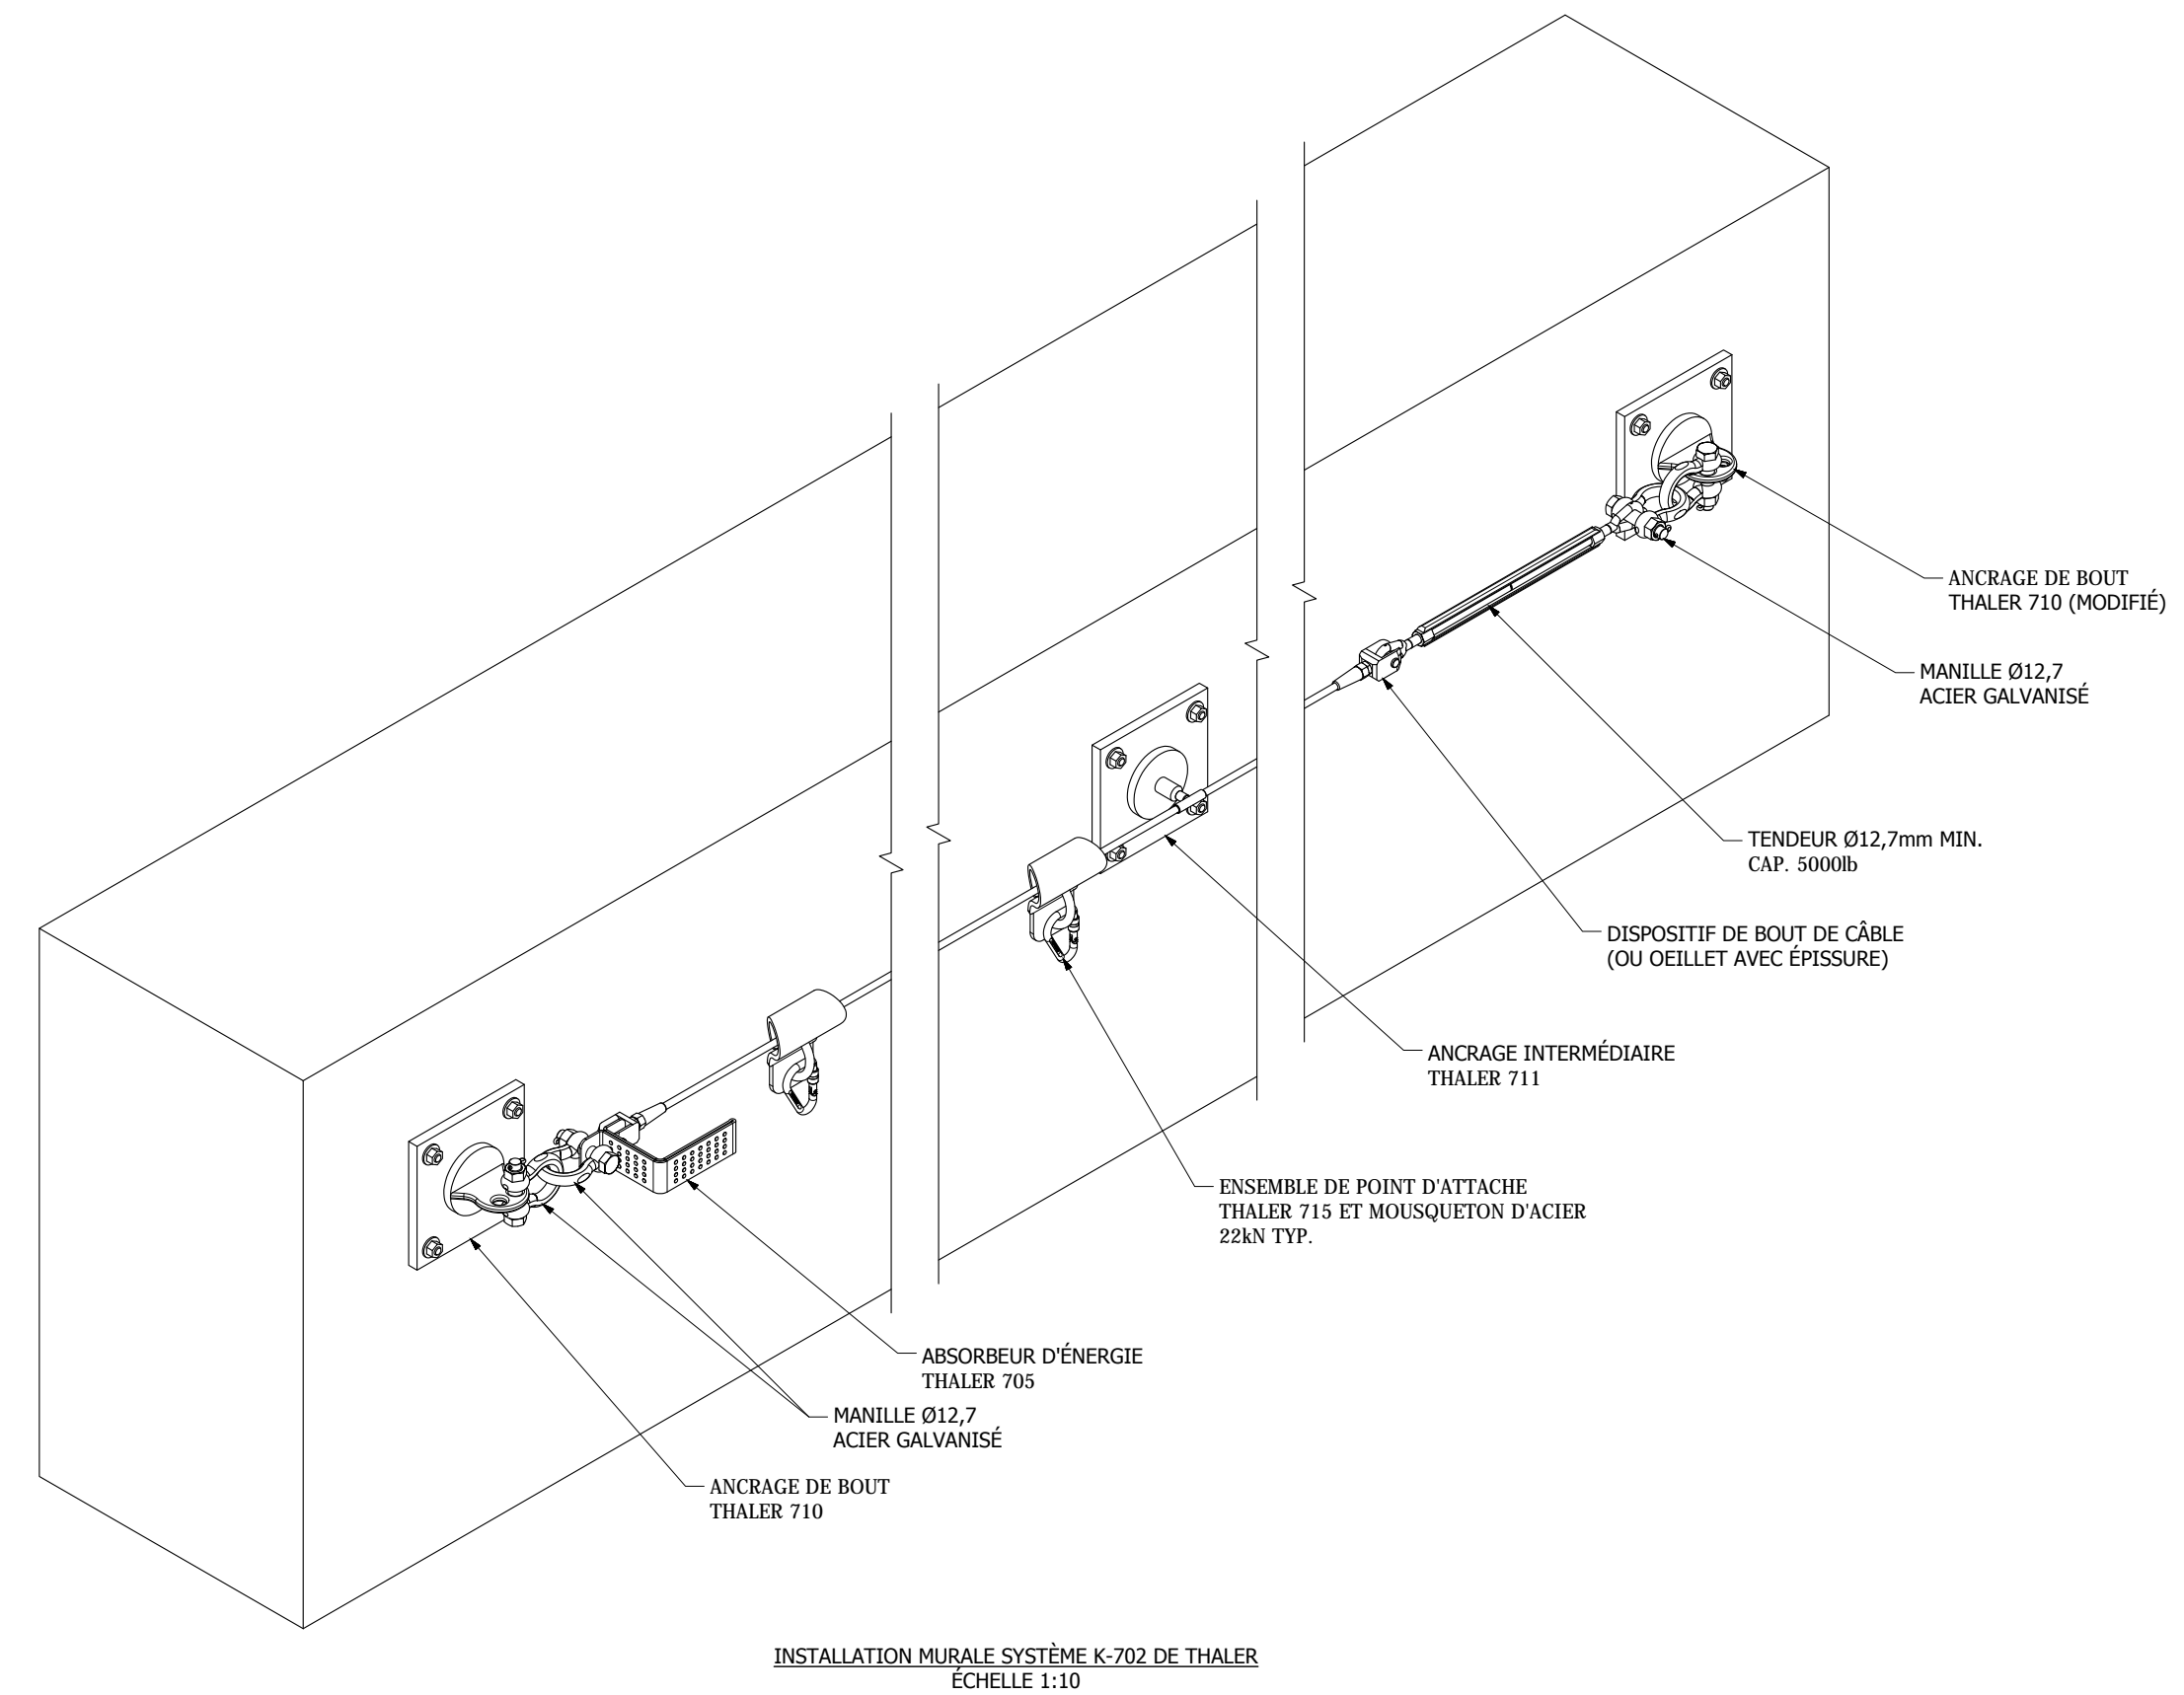 ANCRAGE DE BOUT
THALER 710 (MODIFIÉ)
MANILLE Ø12,7
ACIER GALVANISÉ
TENDEUR Ø12,7mm MIN.
CAP. 5000lb
DISPOSITIF DE BOUT DE CÂBLE
(OU OEILLET AVEC ÉPISSURE)
ANCRAGE INTERMÉDIAIRE
THALER 711
ENSEMBLE DE POINT D'ATTACHE
THALER 715 ET MOUSQUETON D'ACIER
22kN TYP.
ABSORBEUR D'ÉNERGIE
THALER 705
MANILLE Ø12,7
ACIER GALVANISÉ
ANCRAGE DE BOUT
THALER 710
INSTALLATION MURALE SYSTÈME K-702 DE THALER
ÉCHELLE 1:10